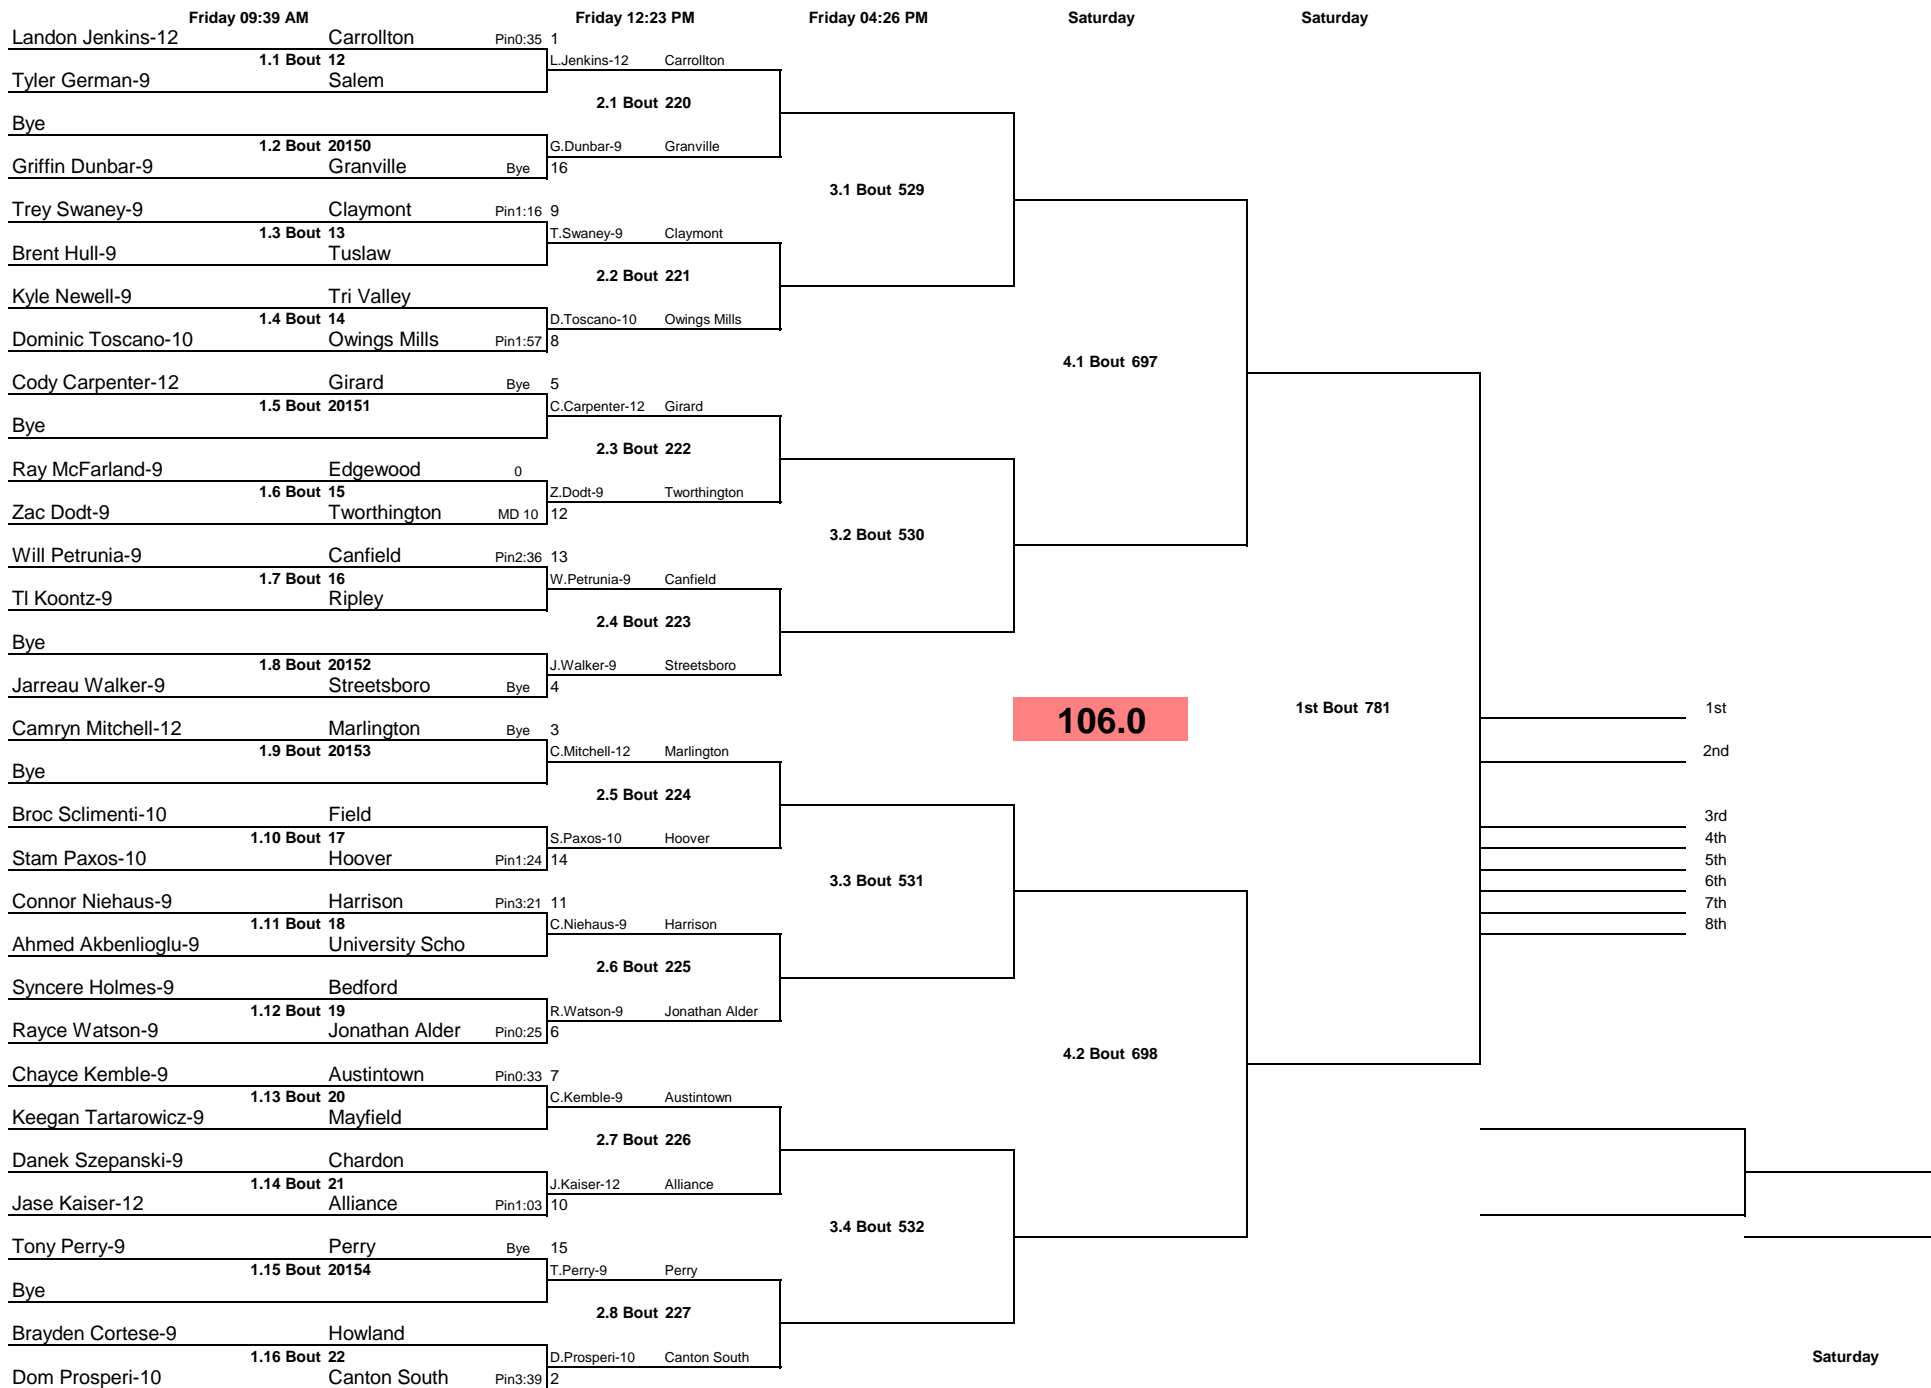 Friday 09:39 AM Friday 12:23 PM Friday 04:26 PM Saturday Saturday
Landon Jenkins-12 Carrollton Pin0:35 1
1.1 Bout 12 L.Jenkins-12 Carrollton
Tyler German-9 Salem
2.1 Bout 220
Bye
1.2 Bout 20150 G.Dunbar-9 Granville
Griffin Dunbar-9 Granville Bye 16
3.1 Bout 529
Trey Swaney-9 Claymont Pin1:16 9
1.3 Bout 13 T.Swaney-9 Claymont
Brent Hull-9 Tuslaw
2.2 Bout 221
Kyle Newell-9 Tri Valley
1.4 Bout 14 D.Toscano-10 Owings Mills
Dominic Toscano-10 Owings Mills Pin1:57 8
4.1 Bout 697
Cody Carpenter-12 Girard Bye 5
1.5 Bout 20151 C.Carpenter-12 Girard
Bye
2.3 Bout 222
Ray McFarland-9 Edgewood 0
1.6 Bout 15 Z.Dodt-9 Tworthington
Zac Dodt-9 Tworthington MD 10 12
3.2 Bout 530
Will Petrunia-9 Canfield Pin2:36 13
1.7 Bout 16 W.Petrunia-9 Canfield
Tl Koontz-9 Ripley
2.4 Bout 223
Bye
1.8 Bout 20152 J.Walker-9 Streetsboro
Jarreau Walker-9 Streetsboro Bye 4
106.0 1st Bout 781 1st
Camryn Mitchell-12 Marlington Bye 3
1.9 Bout 20153 C.Mitchell-12 Marlington 2nd
Bye
2.5 Bout 224
Broc Sclimenti-10 Field 3rd
1.10 Bout 17 S.Paxos-10 Hoover 4th
Stam Paxos-10 Hoover Pin1:24 14 5th
3.3 Bout 531 6th
Connor Niehaus-9 Harrison Pin3:21 11 7th
1.11 Bout 18 C.Niehaus-9 Harrison 8th
Ahmed Akbenlioglu-9 University Scho
2.6 Bout 225
Syncere Holmes-9 Bedford
1.12 Bout 19 R.Watson-9 Jonathan Alder
Rayce Watson-9 Jonathan Alder Pin0:25 6
4.2 Bout 698
Chayce Kemble-9 Austintown Pin0:33 7
1.13 Bout 20 C.Kemble-9 Austintown
Keegan Tartarowicz-9 Mayfield
2.7 Bout 226
Danek Szepanski-9 Chardon
1.14 Bout 21 J.Kaiser-12 Alliance
Jase Kaiser-12 Alliance Pin1:03 10
3.4 Bout 532
Tony Perry-9 Perry Bye 15
1.15 Bout 20154 T.Perry-9 Perry
Bye
2.8 Bout 227
Brayden Cortese-9 Howland
1.16 Bout 22 D.Prosperi-10 Canton South Saturday
Dom Prosperi-10 Canton South Pin3:39 2